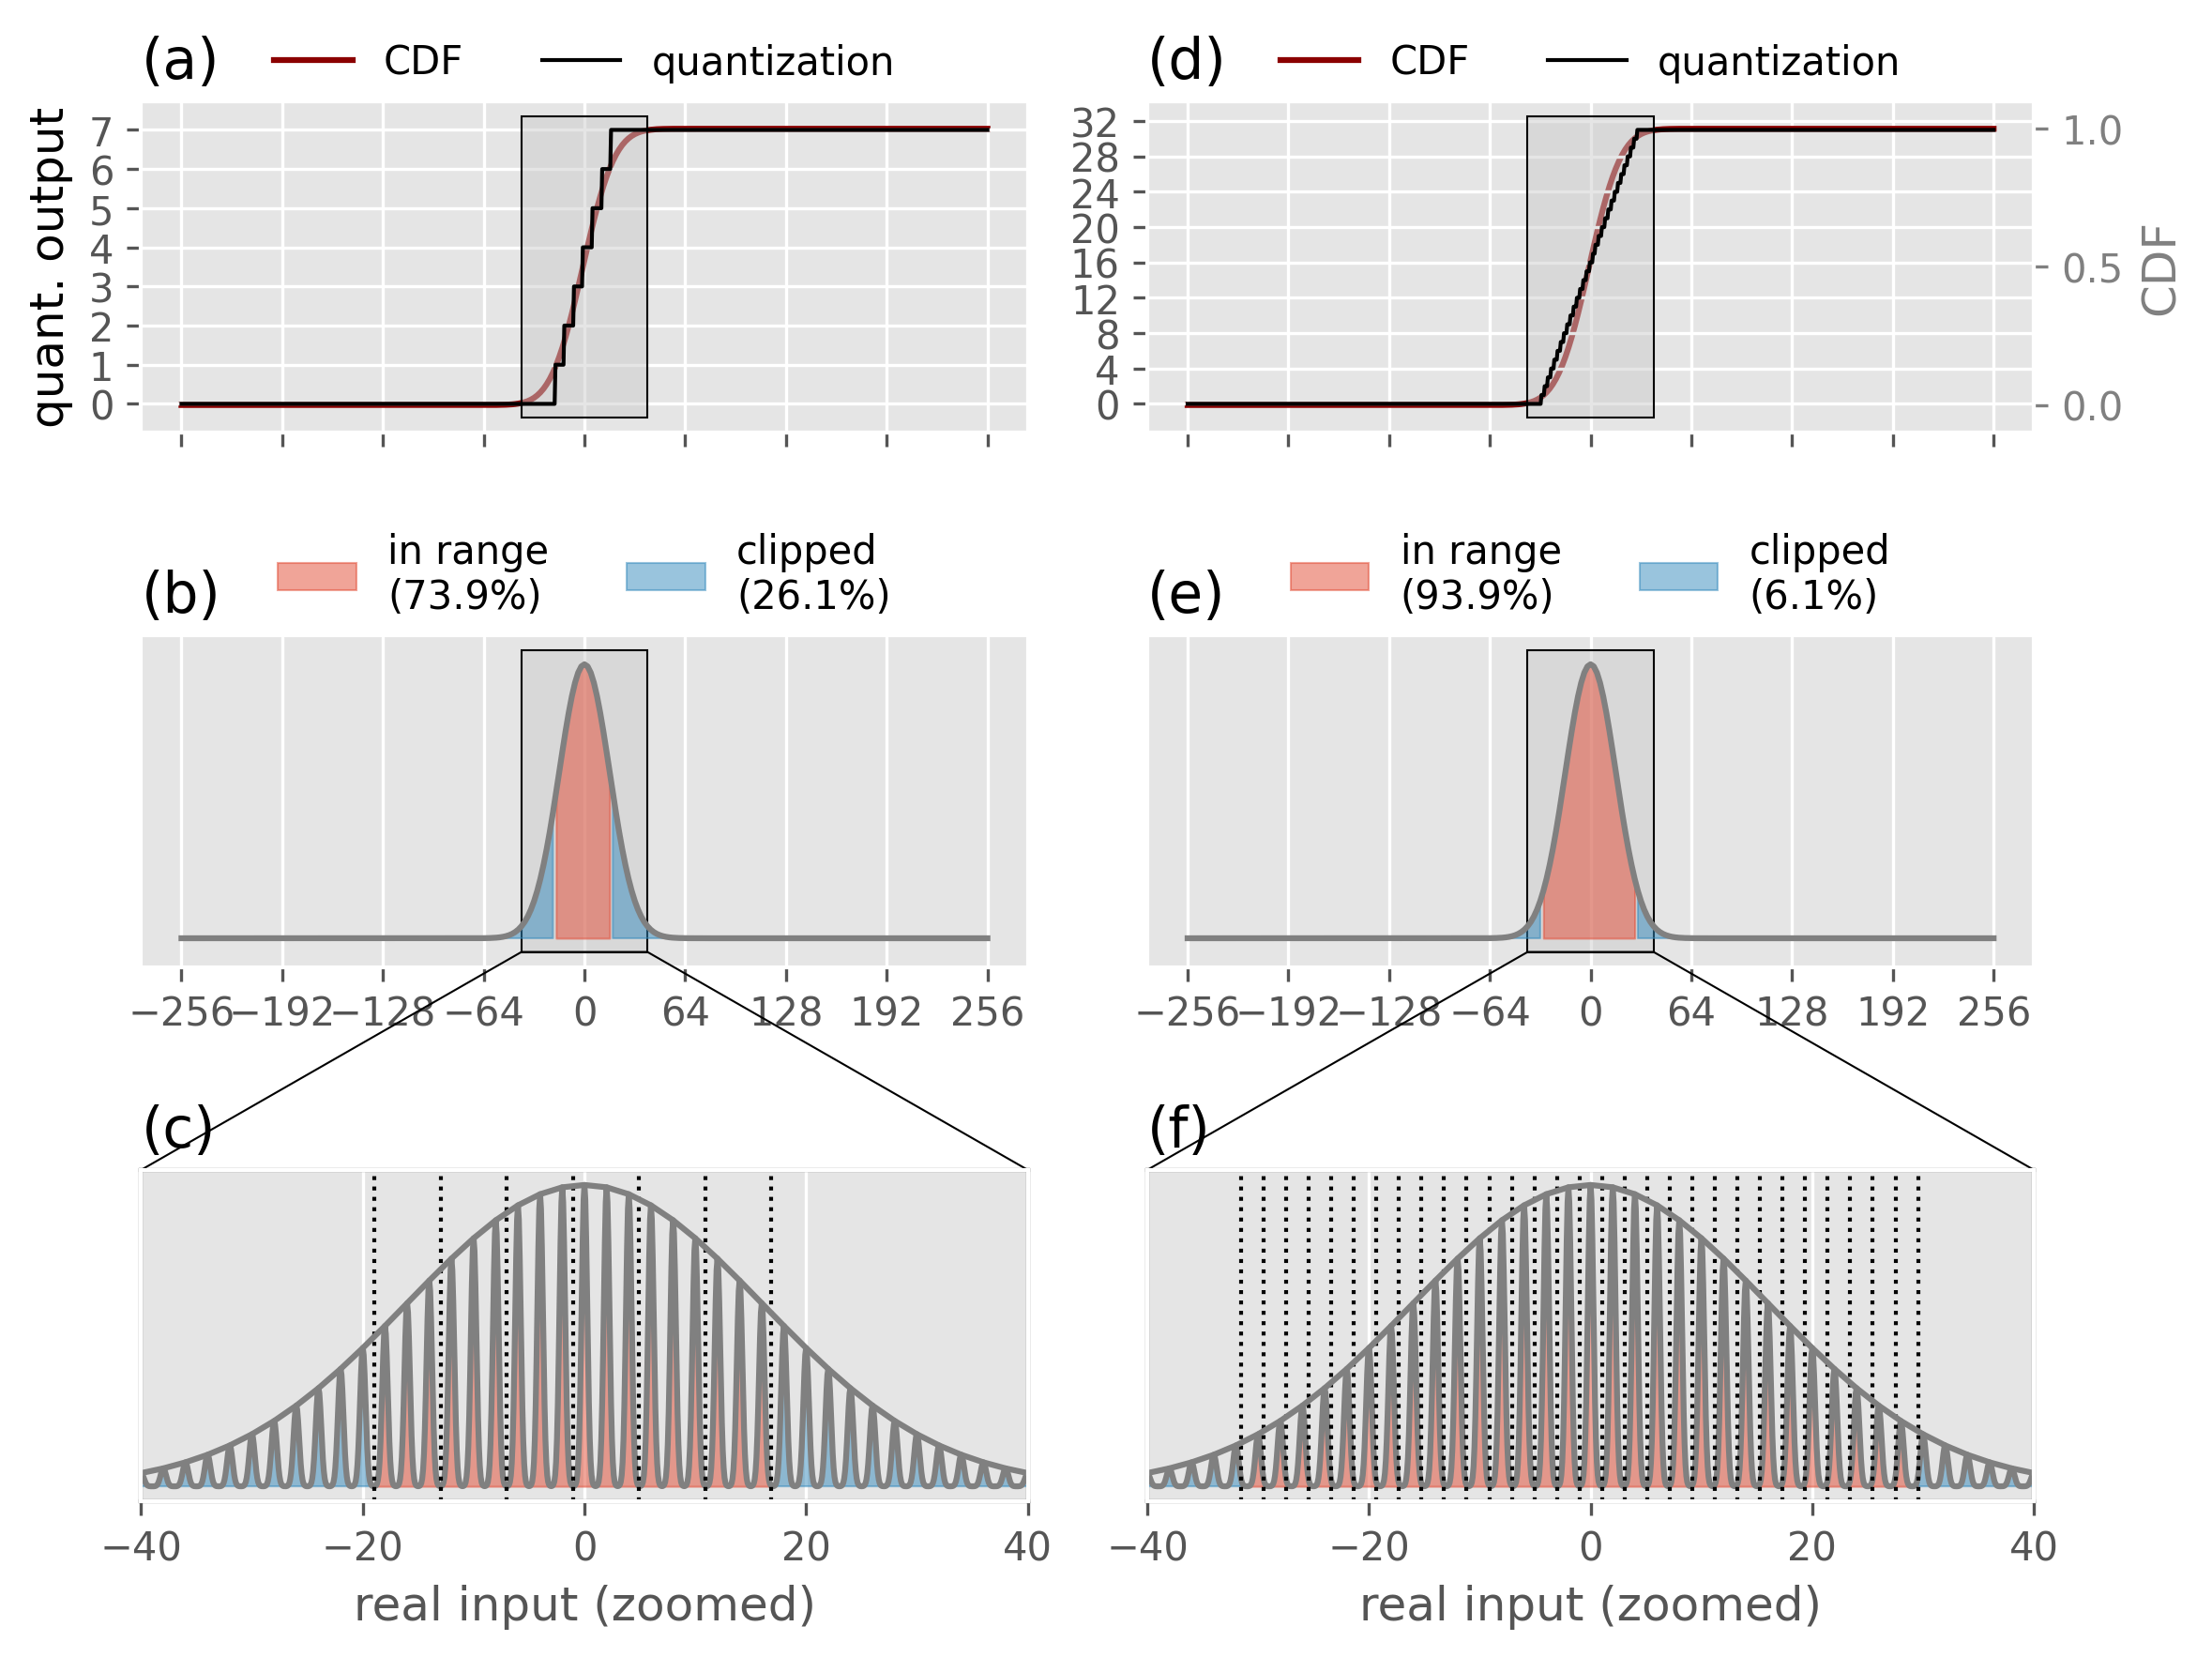 (a) CDF quantization
quant. output
7
6
5
4
3
2
1
0
(d) CDF quantization
32
28
24
20
16
12
8
4
0
1.0
0.5
0.0
CDF
(b) in range (73.9%) clipped (26.1%)
−256 −192 −128 −64 0 64 128 192 256
(e) in range (93.9%) clipped (6.1%)
−256 −192 −128 −64 0 64 128 192 256
(c)
−40 −20 0 20 40
real input (zoomed)
(f)
−40 −20 0 20 40
real input (zoomed)